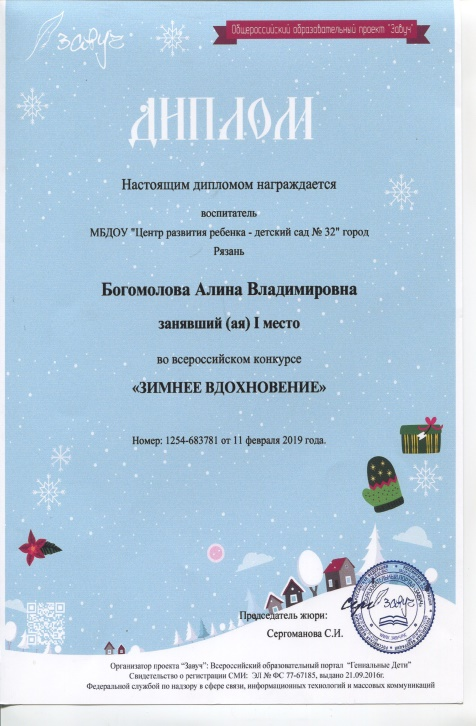 завуч
Общероссийский образовательный проект "Завуч"
ДИПЛОМ
Настоящим дипломом награждается
воспитатель
МБДОУ "Центр развития ребенка - детский сад № 32" город
Рязань
Богомолова Алина Владимировна
занявший (ая) I место
во всероссийском конкурсе
«ЗИМНЕЕ ВДОХНОВЕНИЕ»
Номер: 1254-683781 от 11 февраля 2019 года.
Председатель жюри:
Сергоманова С.И.
завуч
Организатор проекта "Завуч": Всероссийский образовательный портал "Гениальные Дети"
Свидетельство о регистрации СМИ: ЭЛ № ФС 77-67185, выдано 21.09.2016г.
Федеральной службой по надзору в сфере связи, информационных технологий и массовых коммуникаций